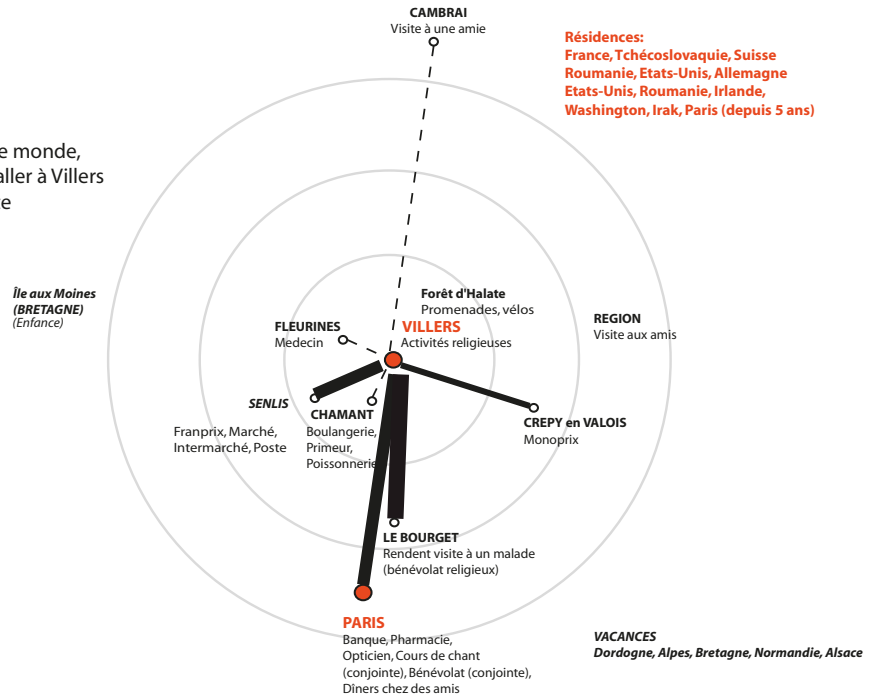 CAMBRAI
Visite à une amie
Résidences:
France, Tchécoslovaquie, Suisse
Roumanie, Etats-Unis, Allemagne
Etats-Unis, Roumanie, Irlande,
Washington, Irak, Paris (depuis 5 ans)
e monde,
aller à Villers
te
Île aux Moines
(BRETAGNE)
(Enfance)
Forêt d'Halate
Promenades, vélos
FLEURINES
Medecin
VILLERS
Activités religieuses
REGION
Visite aux amis
SENLIS
Franprix, Marché,
Intermarché, Poste
CHAMANT
Boulangerie,
Primeur,
Poissonnerie
CREPY en VALOIS
Monoprix
LE BOURGET
Rendent visite à un malade
(bénévolat religieux)
PARIS
Banque, Pharmacie,
Opticien, Cours de chant
(conjointe), Bénévolat (conjointe),
Dîners chez des amis
VACANCES
Dordogne, Alpes, Bretagne, Normandie, Alsace